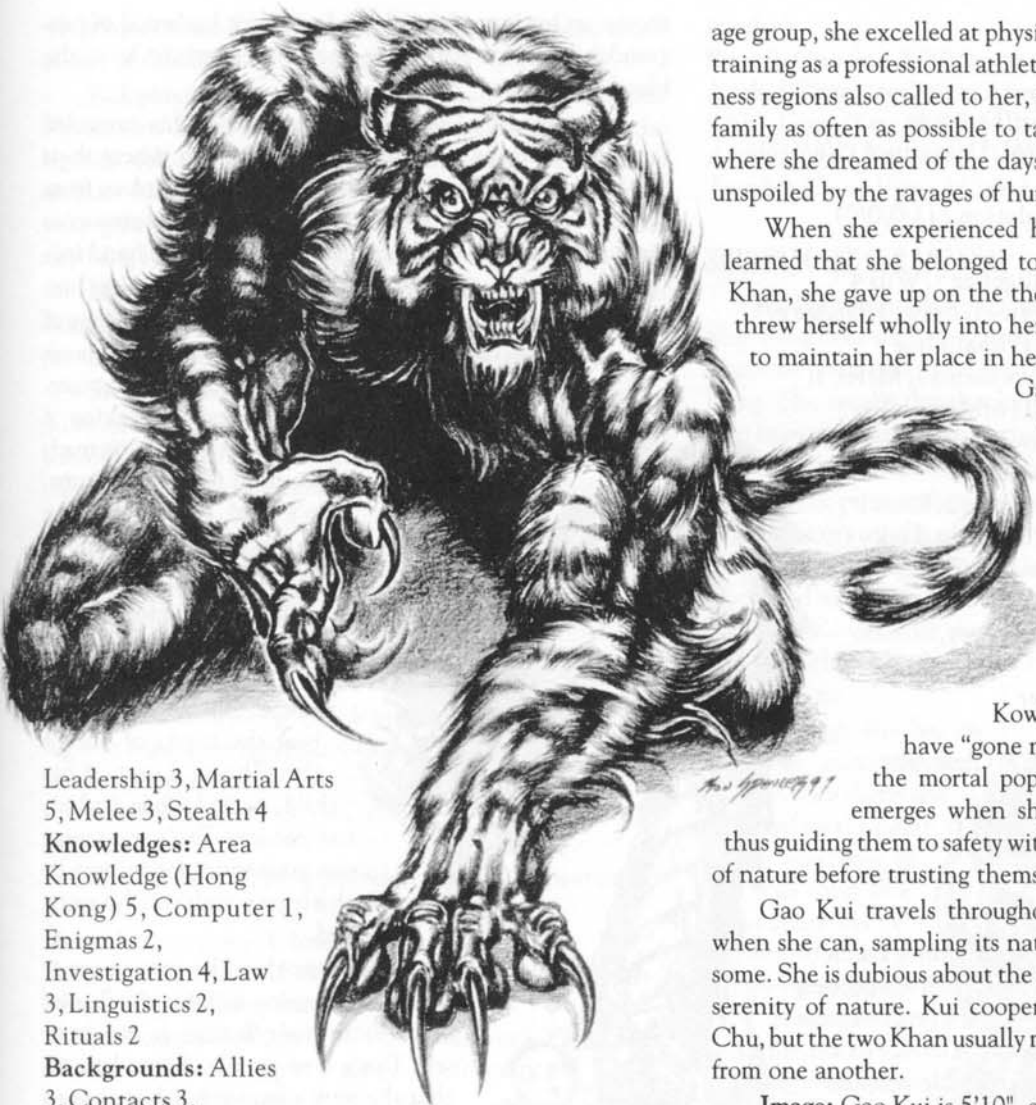 Leadership 3, Martial Arts
5, Melee 3, Stealth 4
Knowledges: Area
Knowledge (Hong
Kong) 5, Computer 1,
Enigmas 2,
Investigation 4, Law
3, Linguistics 2,
Rituals 2
Backgrounds: Allies
3, Contacts 3
age group, she excelled at physi
training as a professional athlet
ness regions also called to her,
family as often as possible to ta
where she dreamed of the days
unspoiled by the ravages of hu
When she experienced h
learned that she belonged to
Khan, she gave up on the the
threw herself wholly into her
to maintain her place in he
G
Kow
have "gone n
the mortal pop
emerges when sh
thus guiding them to safety wit
of nature before trusting thems
Gao Kui travels through
when she can, sampling its nat
some. She is dubious about the
serenity of nature. Kui cooper
Chu, but the two Khan usually r
from one another.
Image: Gao Kui is 5'10"